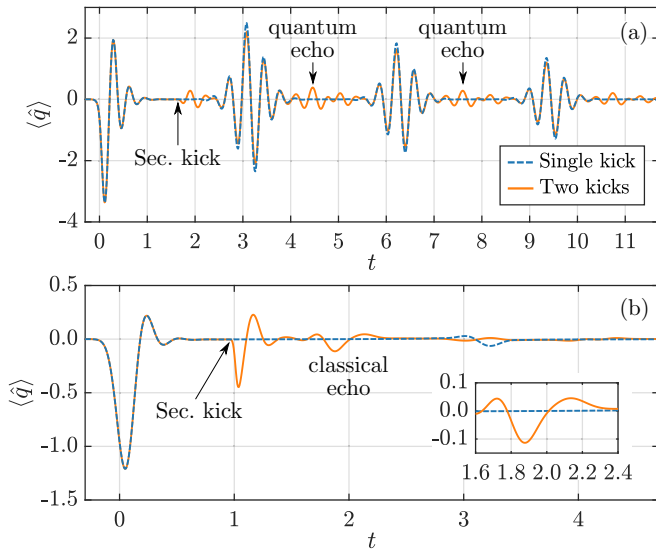 quantum echo
quantum echo
(a)
2
0
-2
-4
⟨q̂⟩
Sec. kick
Single kick
Two kicks
0 1 2 3 4 5 6 7 8 9 10 11
t
0.5
0.0
-0.5
-1.0
-1.5
⟨q̂⟩
(b)
Sec. kick
classical
echo
0.1
0.0
-0.1
1.6 1.8 2.0 2.2 2.4
0 1 2 3 4
t